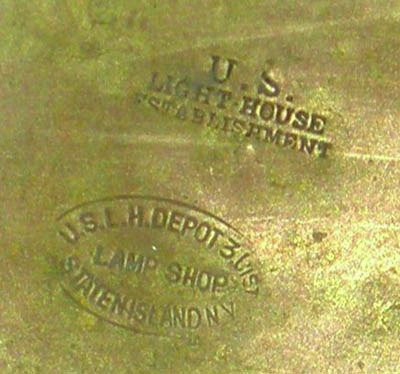 U.S.
LIGHT-HOUSE
ESTABLISHMENT
U.S.L.H. DEPOT 3. DIST
LAMP SHOP
STATEN ISLAND N.Y.